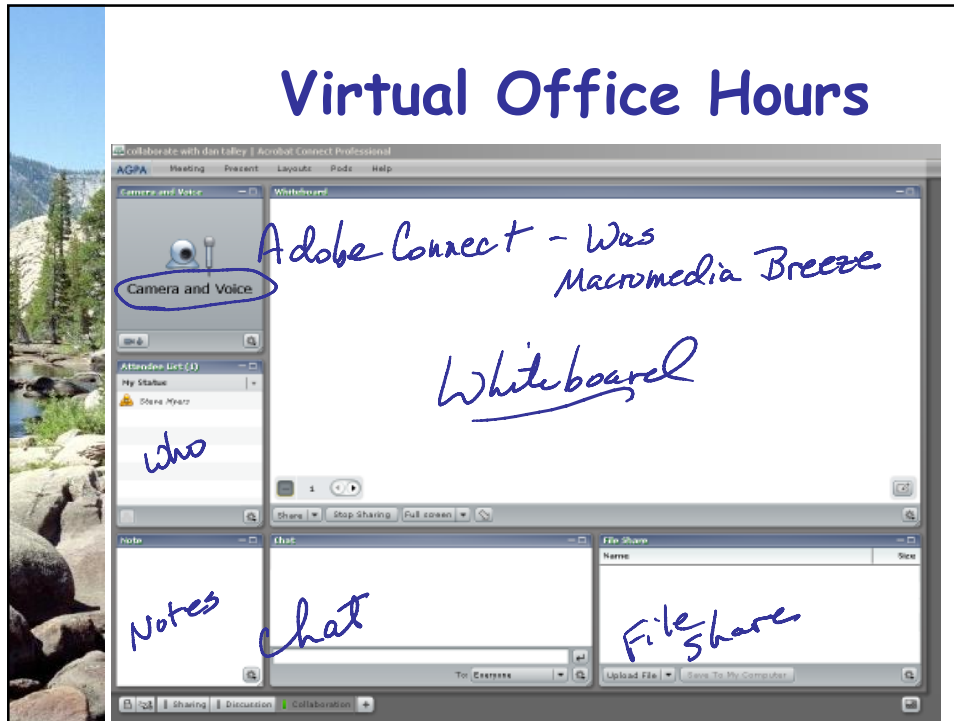 Virtual Office Hours
collaborate with dan talley | Acrobat Connect Professional
AGPA Meeting Present Layouts Pods Help
Camera and Voice
Whiteboard
Adobe Connect - Was
Macromedia Breeze
Camera and Voice
Whiteboard
Attendee List (1)
My Status
Steve Myers
who
1
Share Stop Sharing Full screen
Note
Chat
File Share
Name Size
Notes
Chat
File Share
To: Everyone
Upload File Save To My Computer
Sharing Discussion Collaboration +